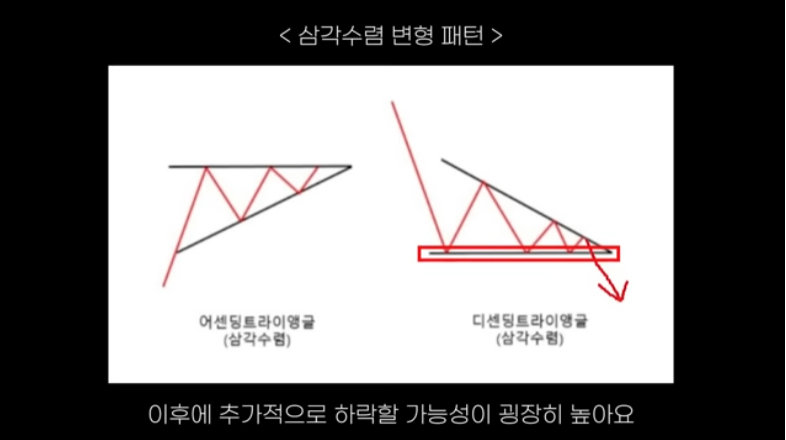 < 삼각수렴 변형 패턴 >
어센딩트라이앵글
(삼각수렴)
디센딩트라이앵글
(삼각수렴)
이후에 추가적으로 하락할 가능성이 굉장히 높아요